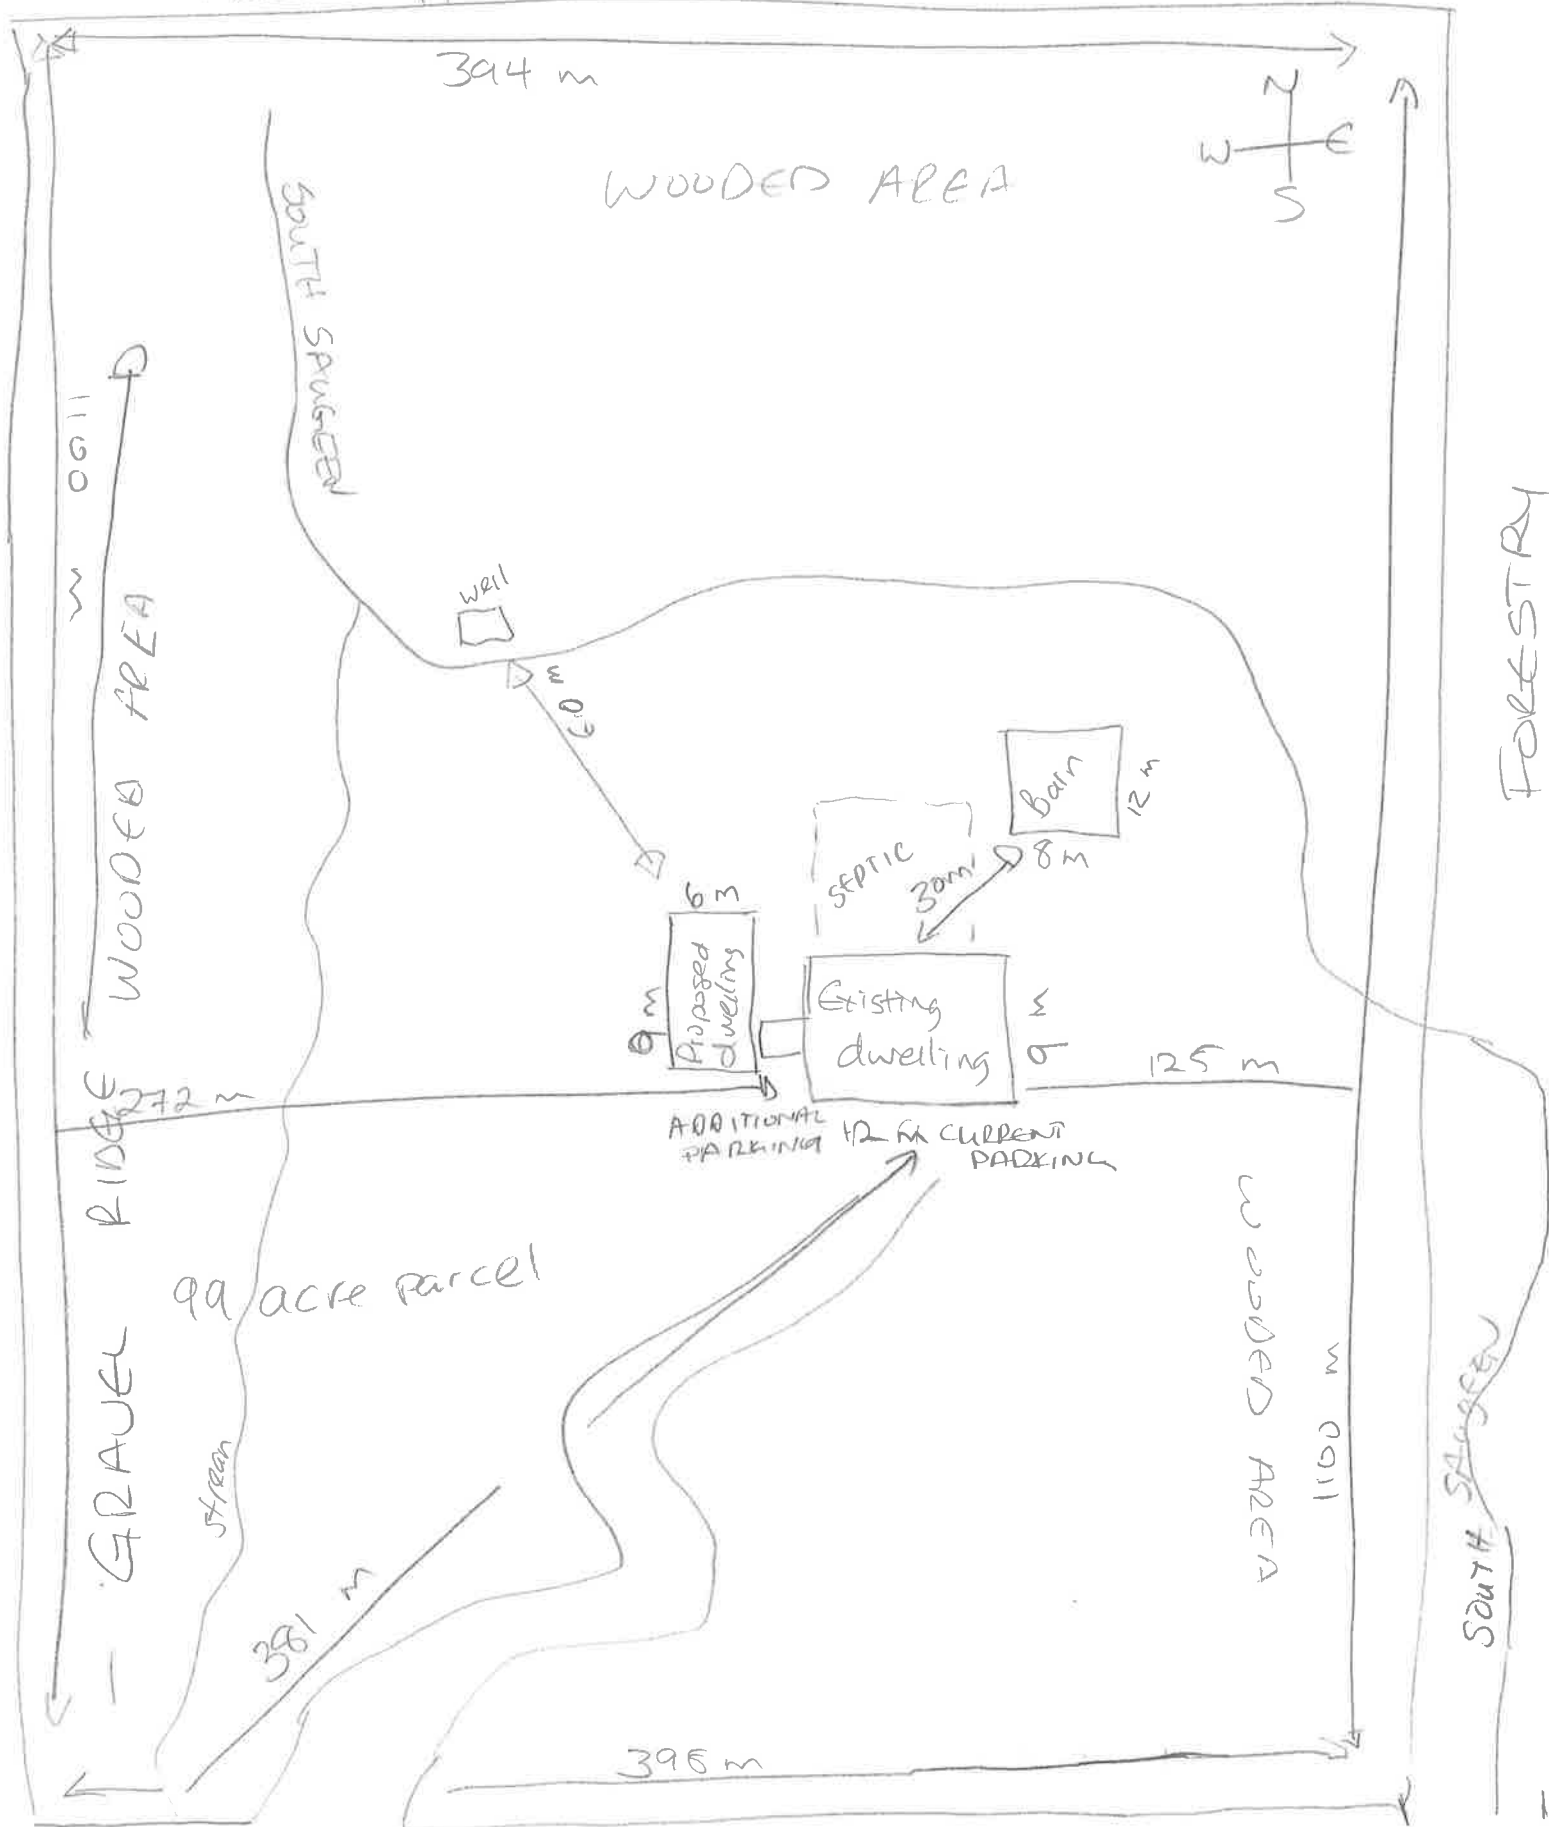 394 m
N
W E
S
WOODED AREA
SOUTH SAUGEEN
1190 m
WOODED AREA
well
60 m
FORESTRY
Barn
12 m
8 m
SEPTIC
30m
6 m
Proposed
dwelling
9 m
Existing
dwelling
9 m
272 m
125 m
ADDITIONAL
PARKING
CURRENT
PARKING
GRAVEL RIDGE
99 acre parcel
WOODED AREA
1100 m
stream
381 m
SOUTH SAUGEEN